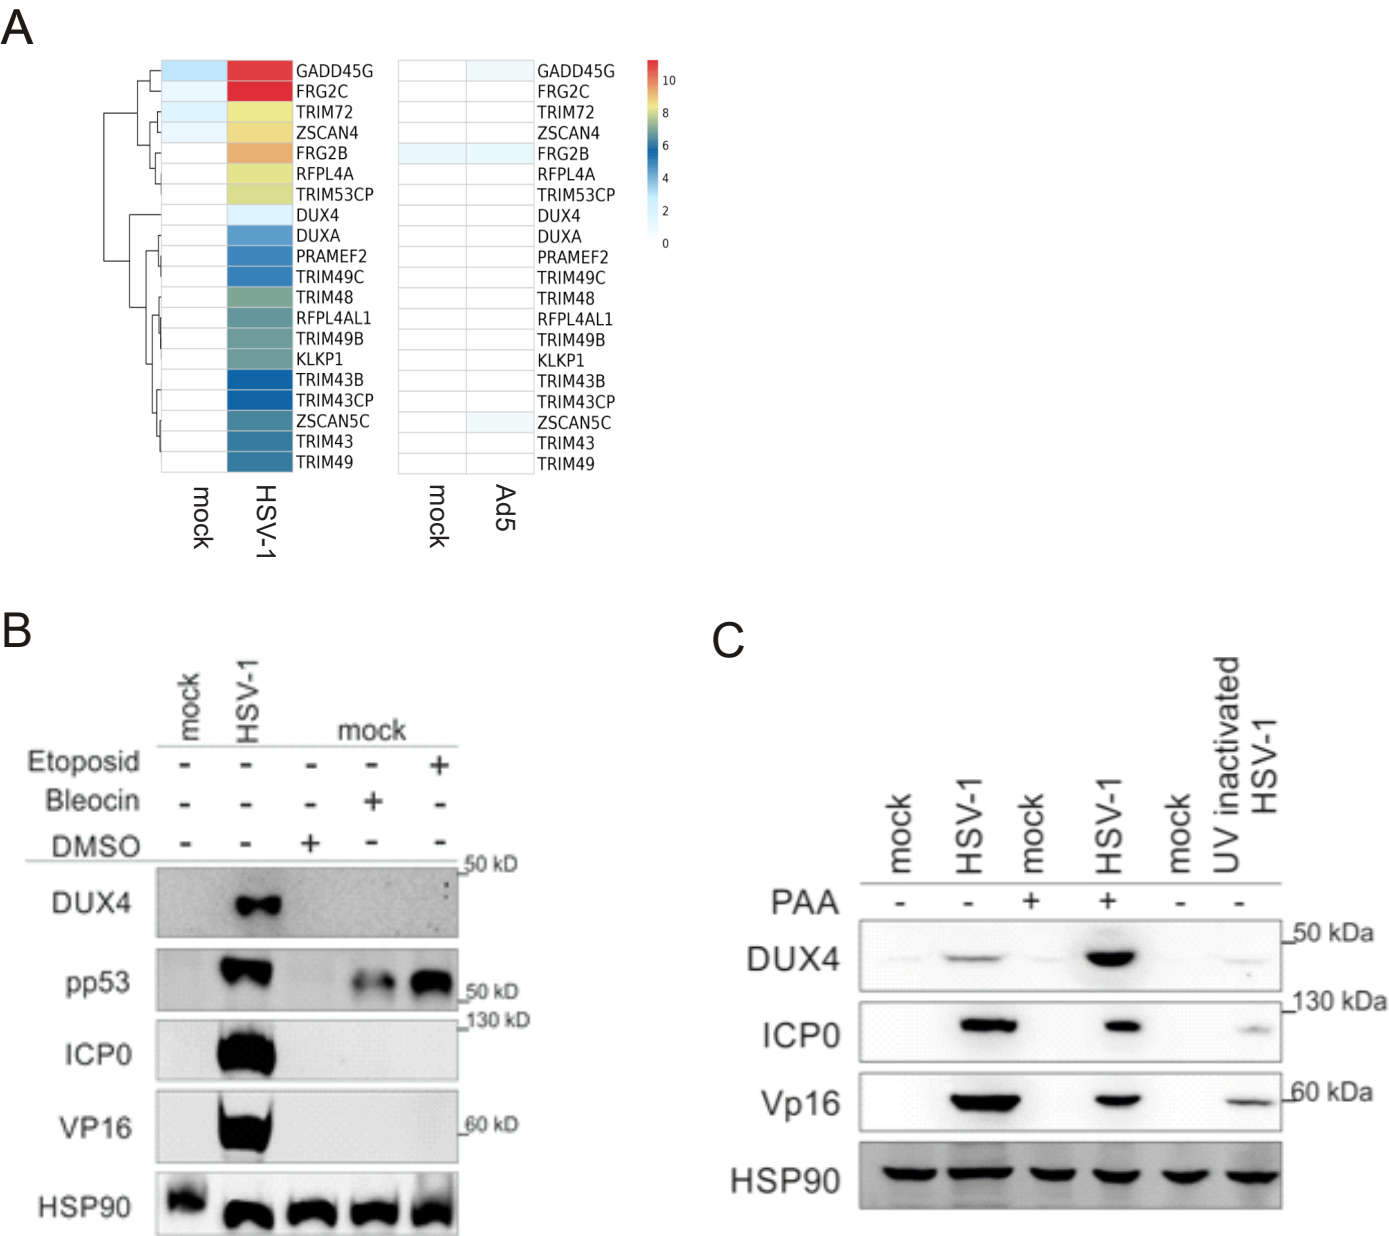 A
GADD45G
FRG2C
TRIM72
ZSCAN4
FRG2B
RFPL4A
TRIM53CP
DUX4
DUXA
PRAMEF2
TRIM49C
TRIM48
RFPL4AL1
TRIM49B
KLKP1
TRIM43B
TRIM43CP
ZSCAN5C
TRIM43
TRIM49
mock
HSV-1
GADD45G
FRG2C
TRIM72
ZSCAN4
FRG2B
RFPL4A
TRIM53CP
DUX4
DUXA
PRAMEF2
TRIM49C
TRIM48
RFPL4AL1
TRIM49B
KLKP1
TRIM43B
TRIM43CP
ZSCAN5C
TRIM43
TRIM49
mock
Ad5
10
8
6
4
2
0
B
mock
HSV-1
mock
Etoposid - - - - +
Bleocin - - - + -
DMSO - - + - -
50 kD
DUX4
pp53
50 kD
130 kD
ICP0
VP16
60 kD
HSP90
C
mock
HSV-1
mock
HSV-1
mock
UV inactivated
HSV-1
PAA - - + + - -
50 kDa
DUX4
130 kDa
ICP0
Vp16
60 kDa
HSP90